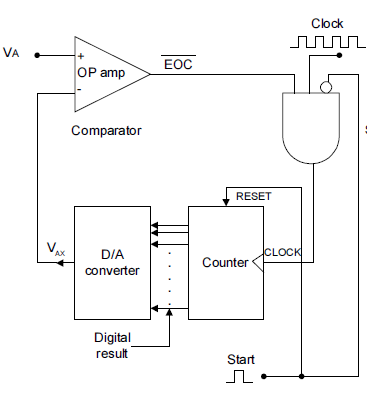 Clock
VA
+
OP amp
-
EOC
Comparator
RESET
VAX
D/A
converter
Counter
CLOCK
Digital
result
Start